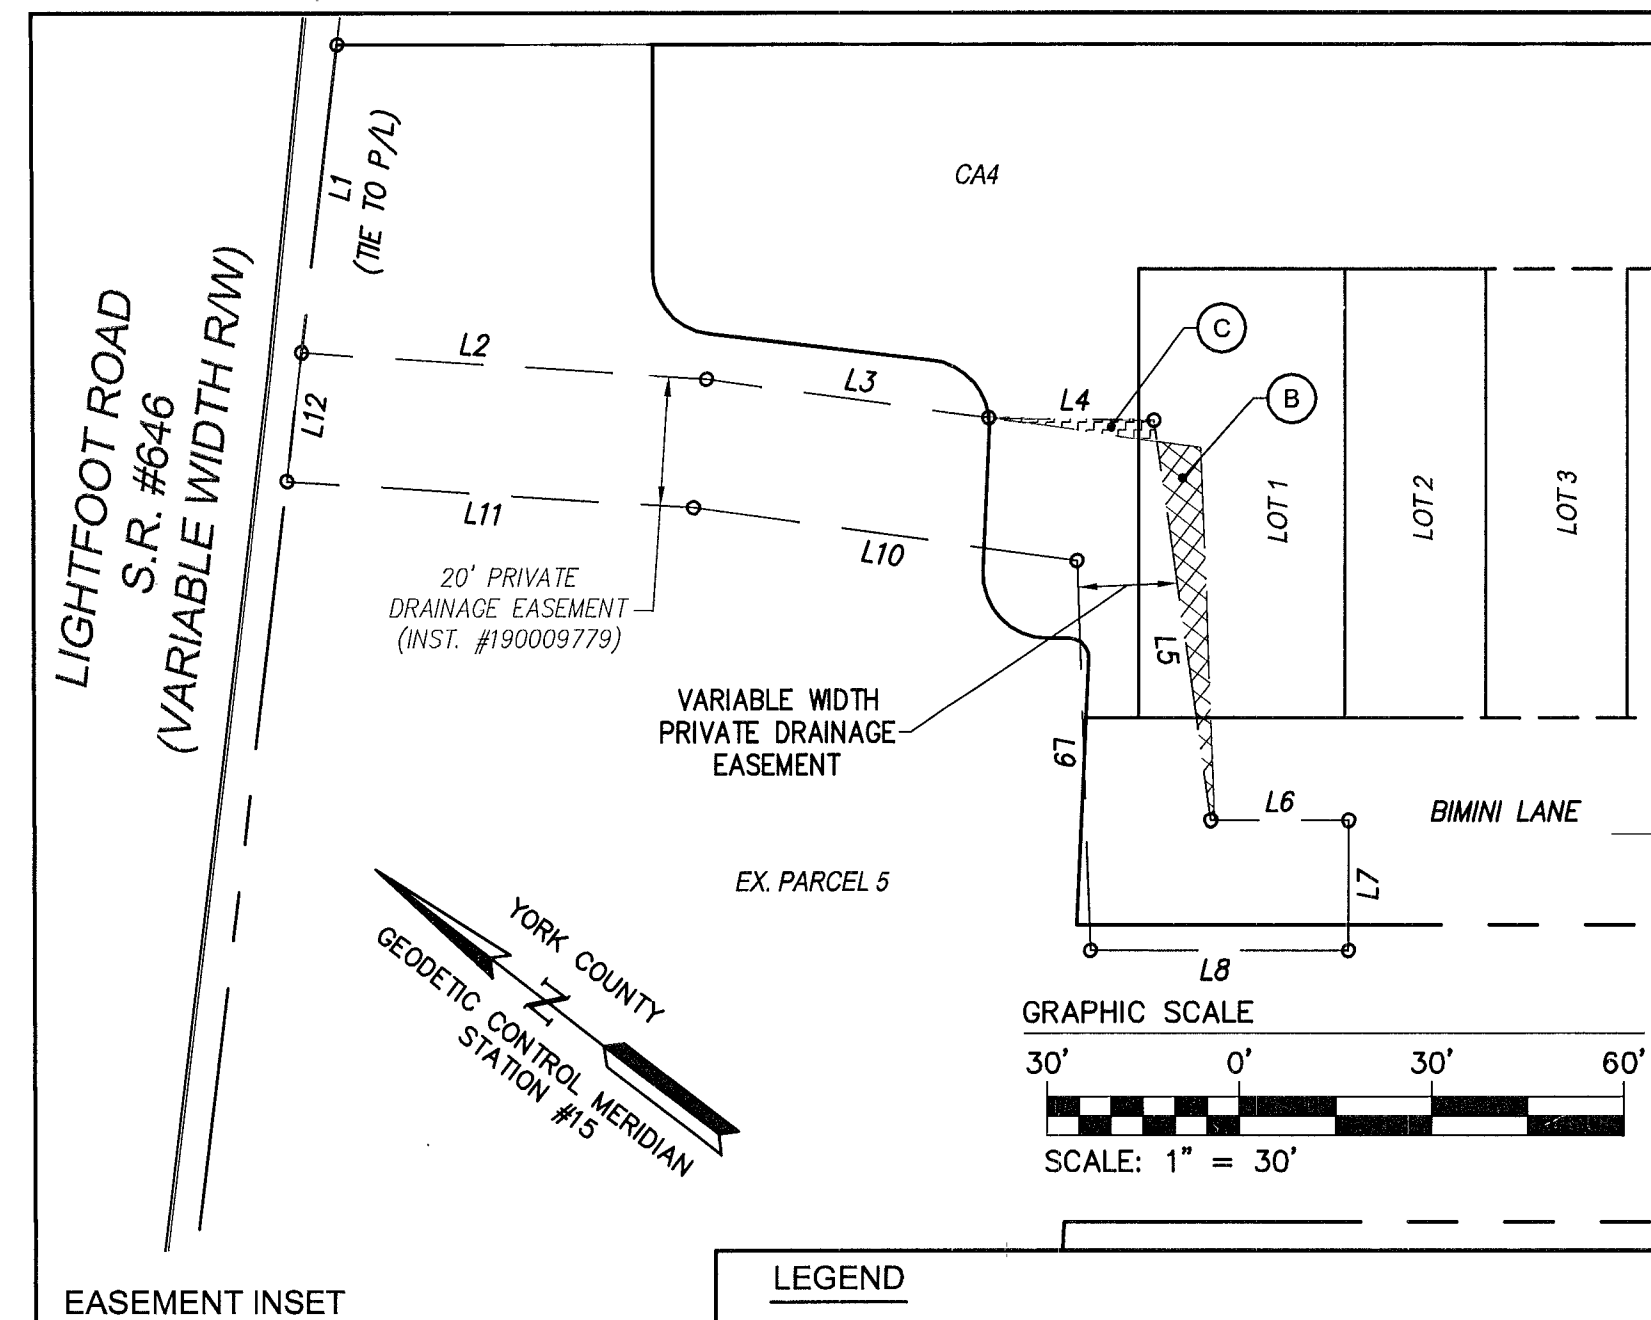 L1
(TIE TO P/L)
CA4
LIGHTFOOT ROAD
S.R. #646
(VARIABLE WIDTH R/W)
L2
L3
L4
C
B
L12
L11
L10
20' PRIVATE
DRAINAGE EASEMENT
(INST. #190009779)
LOT 1
LOT 2
LOT 3
L5
VARIABLE WIDTH
PRIVATE DRAINAGE
EASEMENT
L9
L6
BIMINI LANE
L7
EX. PARCEL 5
L8
YORK COUNTY
N
GEODETIC CONTROL MERIDIAN
STATION #15
GRAPHIC SCALE
30' 0' 30' 60'
SCALE: 1" = 30'
LEGEND
EASEMENT INSET